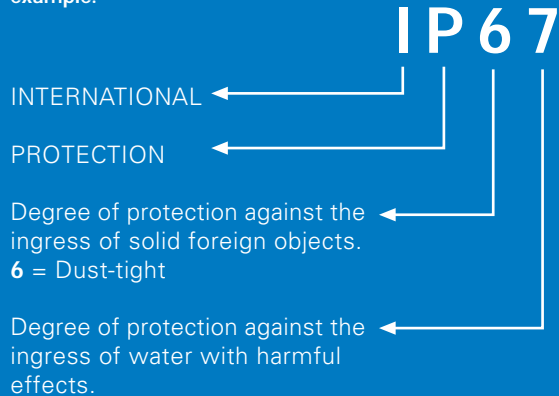 example:
IP67
INTERNATIONAL
PROTECTION
Degree of protection against the
ingress of solid foreign objects.
6 = Dust-tight
Degree of protection against the
ingress of water with harmful
effects.